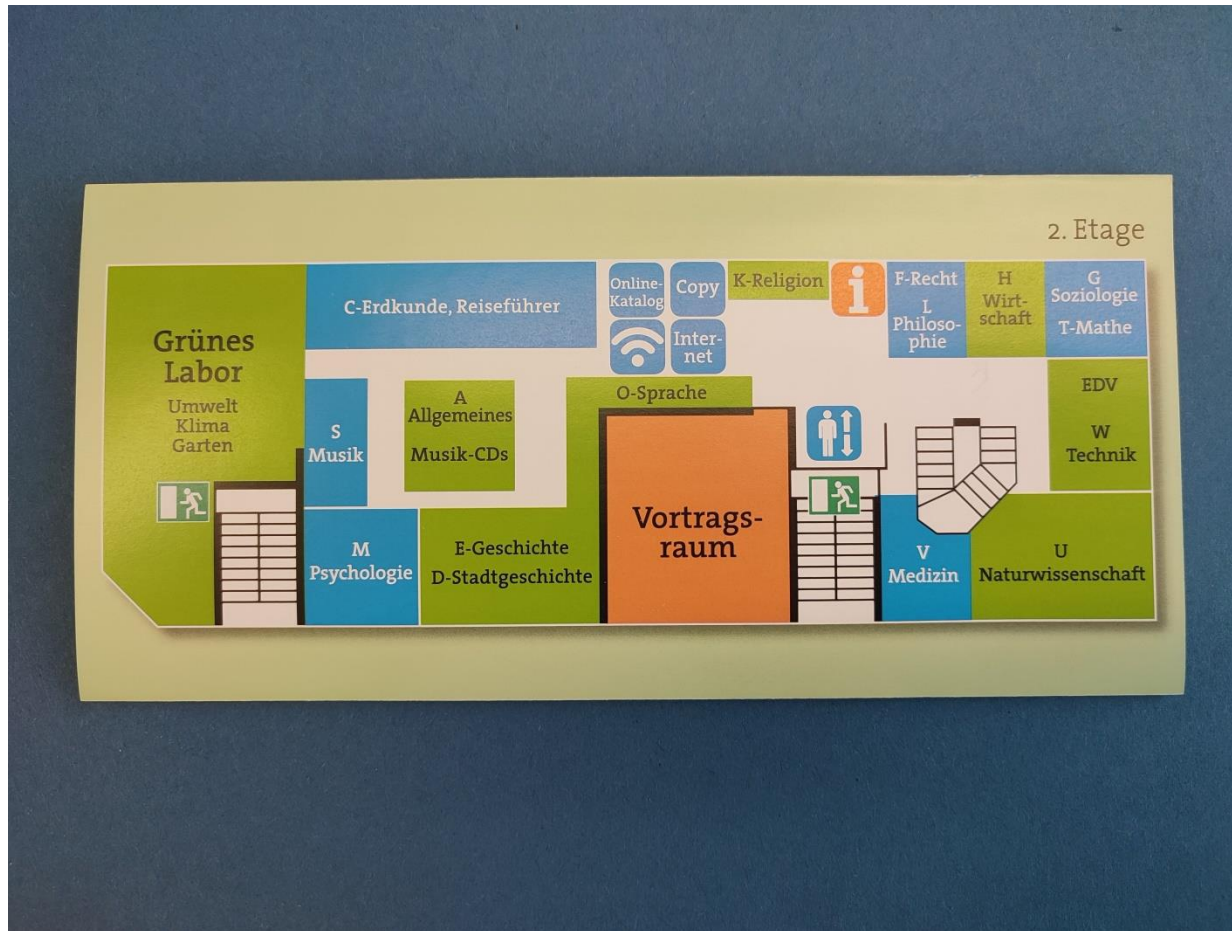 2. Etage
Grünes
Labor
Umwelt
Klima
Garten
C-Erdkunde, Reiseführer
Online-
Katalog
Copy
Inter-
net
K-Religion
i
F-Recht
L
Philoso-
phie
H
Wirt-
schaft
G
Soziologie
T-Mathe
S
Musik
A
Allgemeines
Musik-CDs
O-Sprache
EDV
W
Technik
M
Psychologie
E-Geschichte
D-Stadtgeschichte
Vortrags-
raum
V
Medizin
U
Naturwissenschaft